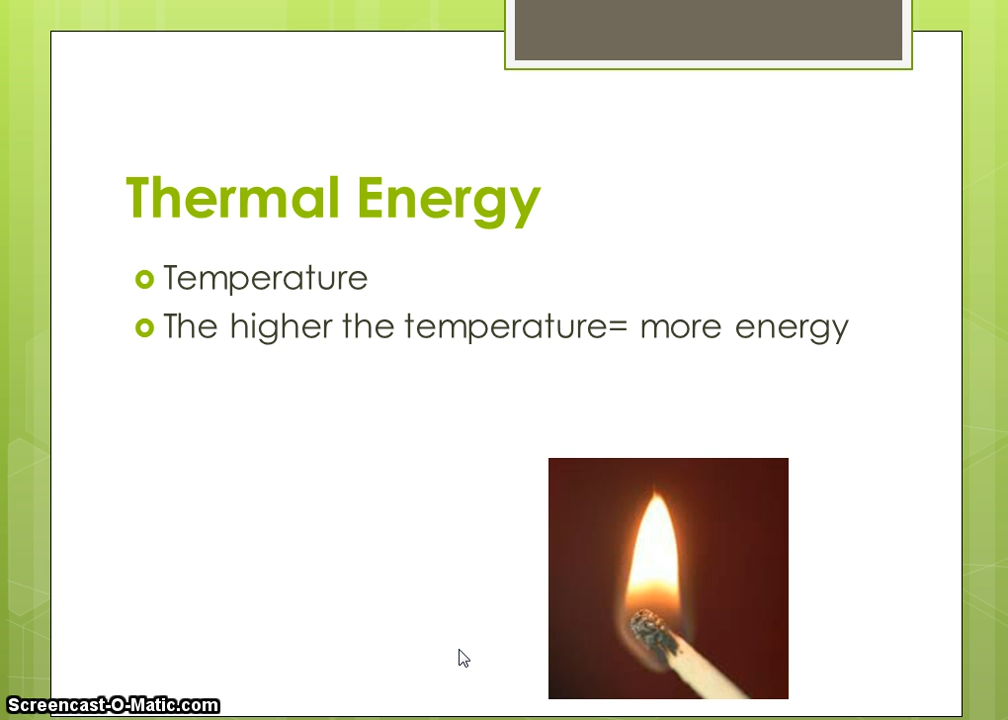 Thermal Energy
Temperature
The higher the temperature= more energy
Screencast-O-Matic.com